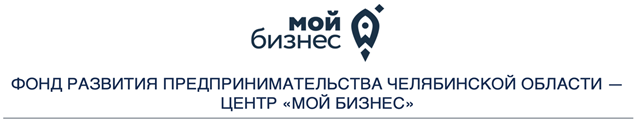 мой
бизнес
ФОНД РАЗВИТИЯ ПРЕДПРИНИМАТЕЛЬСТВА ЧЕЛЯБИНСКОЙ ОБЛАСТИ —
ЦЕНТР «МОЙ БИЗНЕС»